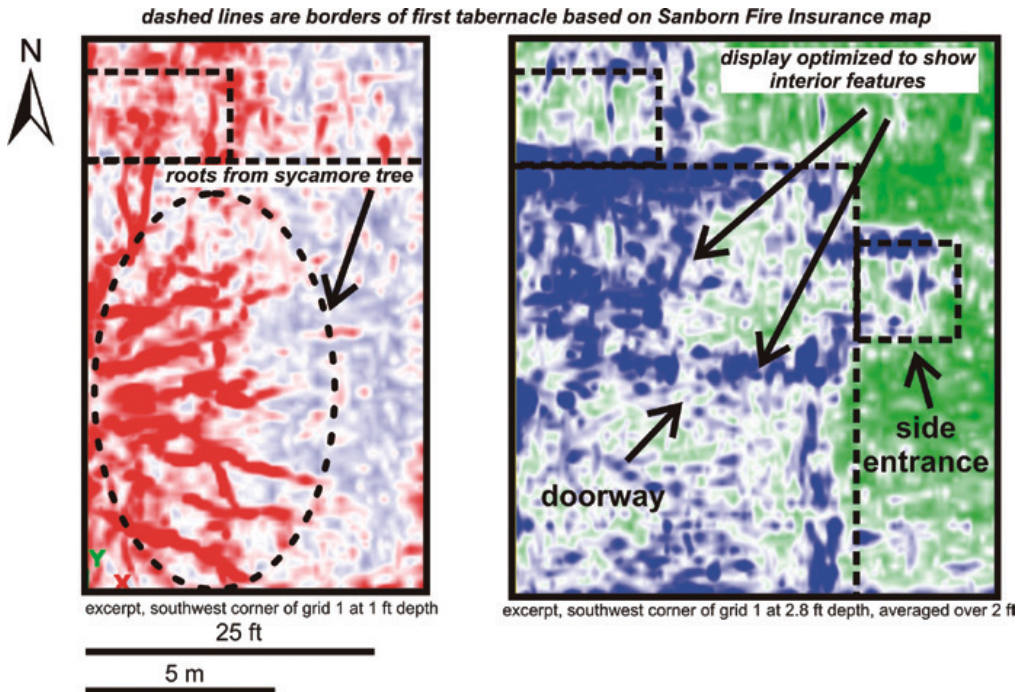 dashed lines are borders of first tabernacle based on Sanborn Fire Insurance map
N
roots from sycamore tree
Y
X
excerpt, southwest corner of grid 1 at 1 ft depth
25 ft
5 m
display optimized to show
interior features
side
entrance
doorway
excerpt, southwest corner of grid 1 at 2.8 ft depth, averaged over 2 ft